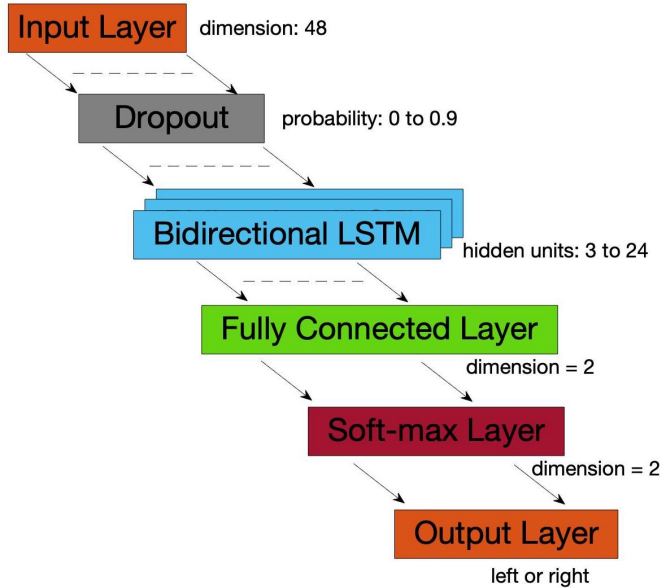 Input Layer
dimension: 48
Dropout
probability: 0 to 0.9
Bidirectional LSTM
hidden units: 3 to 24
Fully Connected Layer
dimension = 2
Soft-max Layer
dimension = 2
Output Layer
left or right